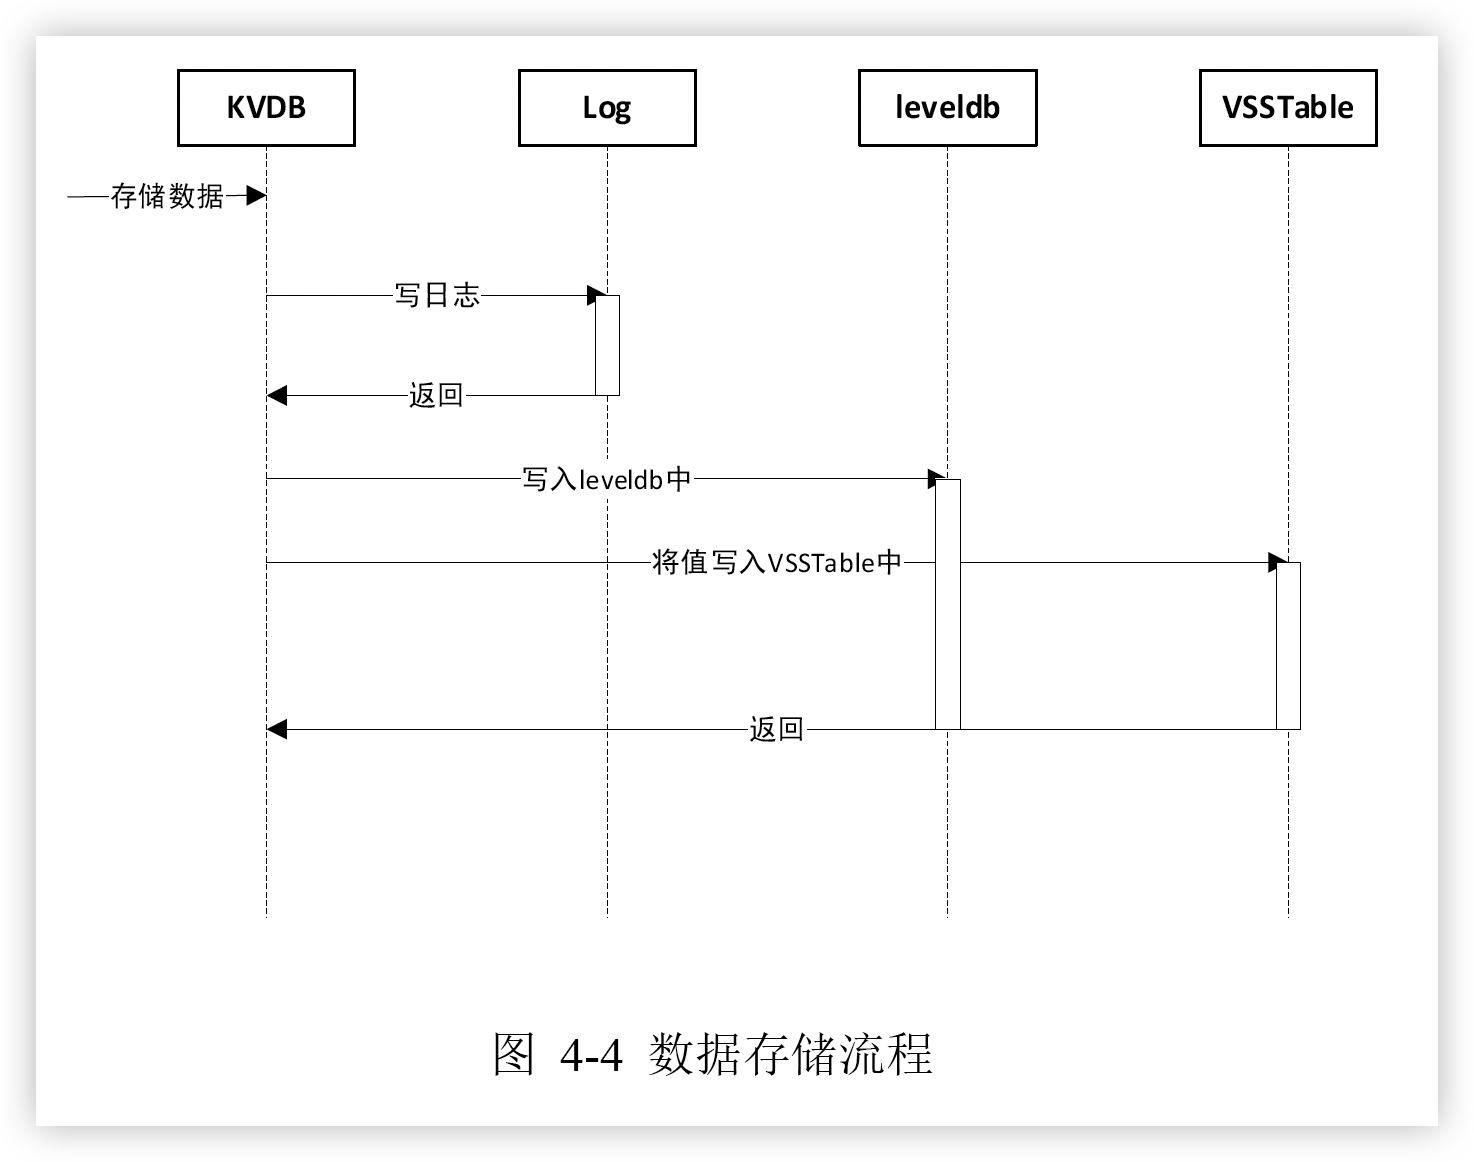 KVDB
Log
leveldb
VSSTable
存储数据
写日志
返回
写入leveldb中
将值写入VSSTable中
返回
图 4-4 数据存储流程